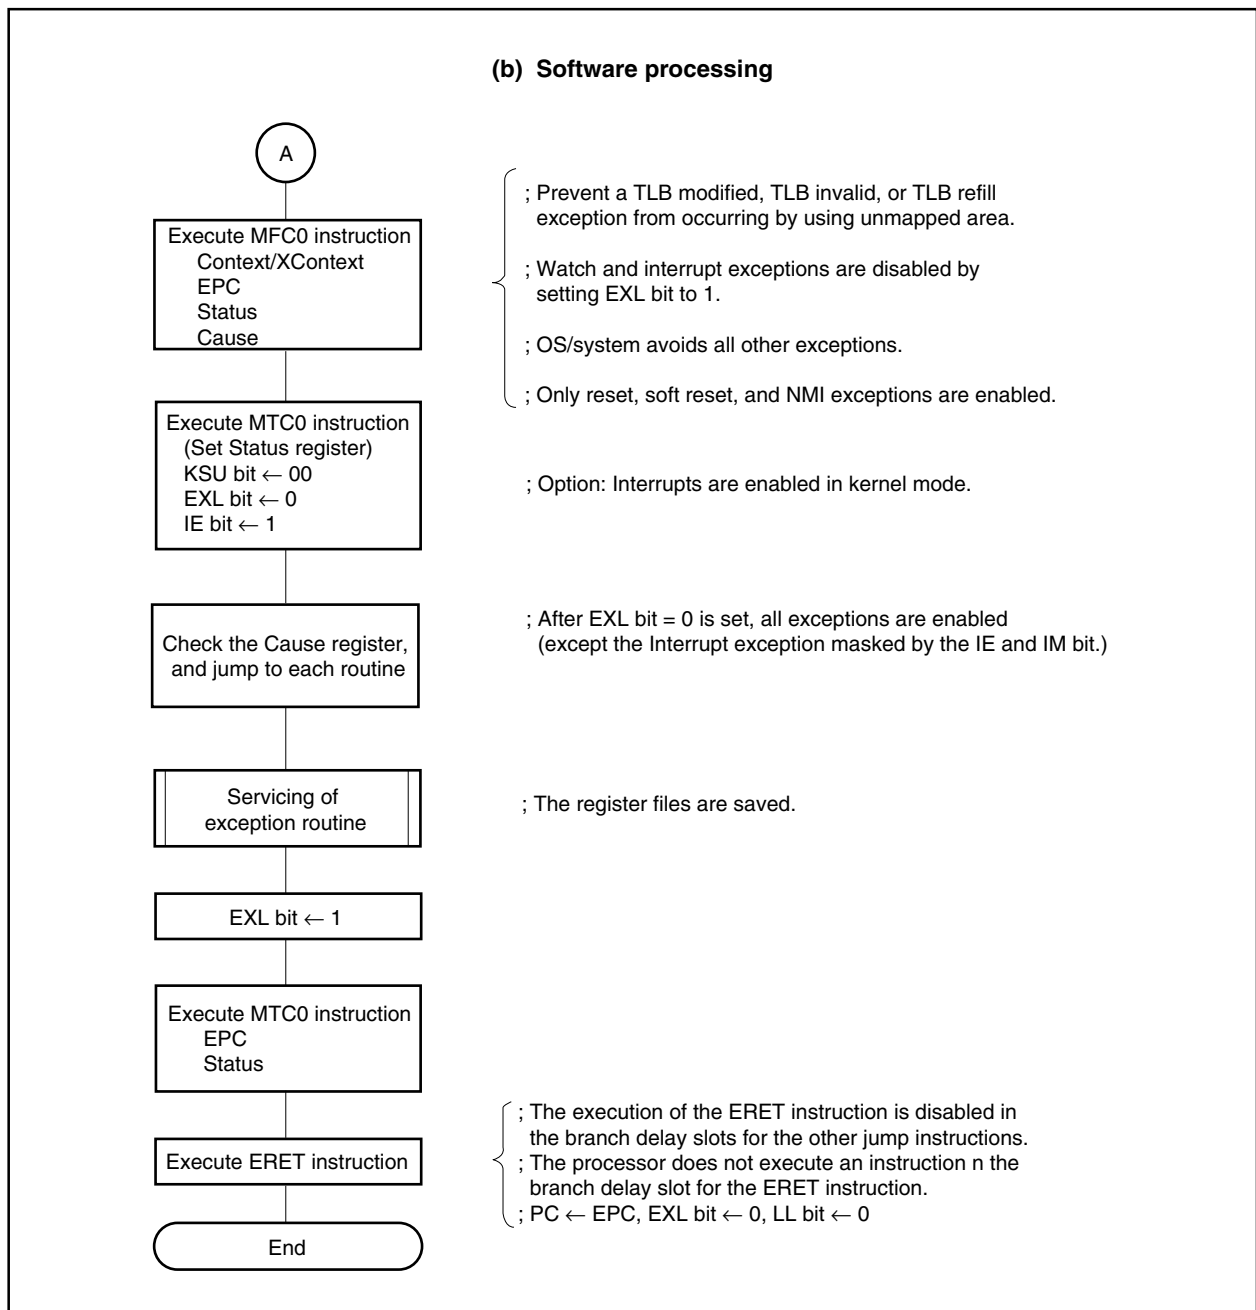 (b) Software processing
A
Execute MFC0 instruction
Context/XContext
EPC
Status
Cause
; Prevent a TLB modified, TLB invalid, or TLB refill
exception from occurring by using unmapped area.
; Watch and interrupt exceptions are disabled by
setting EXL bit to 1.
; OS/system avoids all other exceptions.
; Only reset, soft reset, and NMI exceptions are enabled.
Execute MTC0 instruction
(Set Status register)
KSU bit ← 00
EXL bit ← 0
IE bit ← 1
; Option: Interrupts are enabled in kernel mode.
Check the Cause register,
and jump to each routine
; After EXL bit = 0 is set, all exceptions are enabled
(except the Interrupt exception masked by the IE and IM bit.)
Servicing of
exception routine
; The register files are saved.
EXL bit ← 1
Execute MTC0 instruction
EPC
Status
Execute ERET instruction
; The execution of the ERET instruction is disabled in
the branch delay slots for the other jump instructions.
; The processor does not execute an instruction n the
branch delay slot for the ERET instruction.
; PC ← EPC, EXL bit ← 0, LL bit ← 0
End